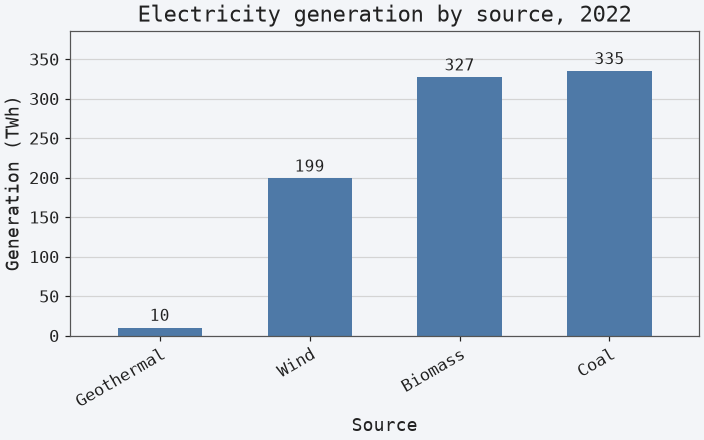 Electricity generation by source, 2022
Generation (TWh)
350
300
250
200
150
100
50
0
10
199
327
335
Geothermal
Wind
Biomass
Coal
Source